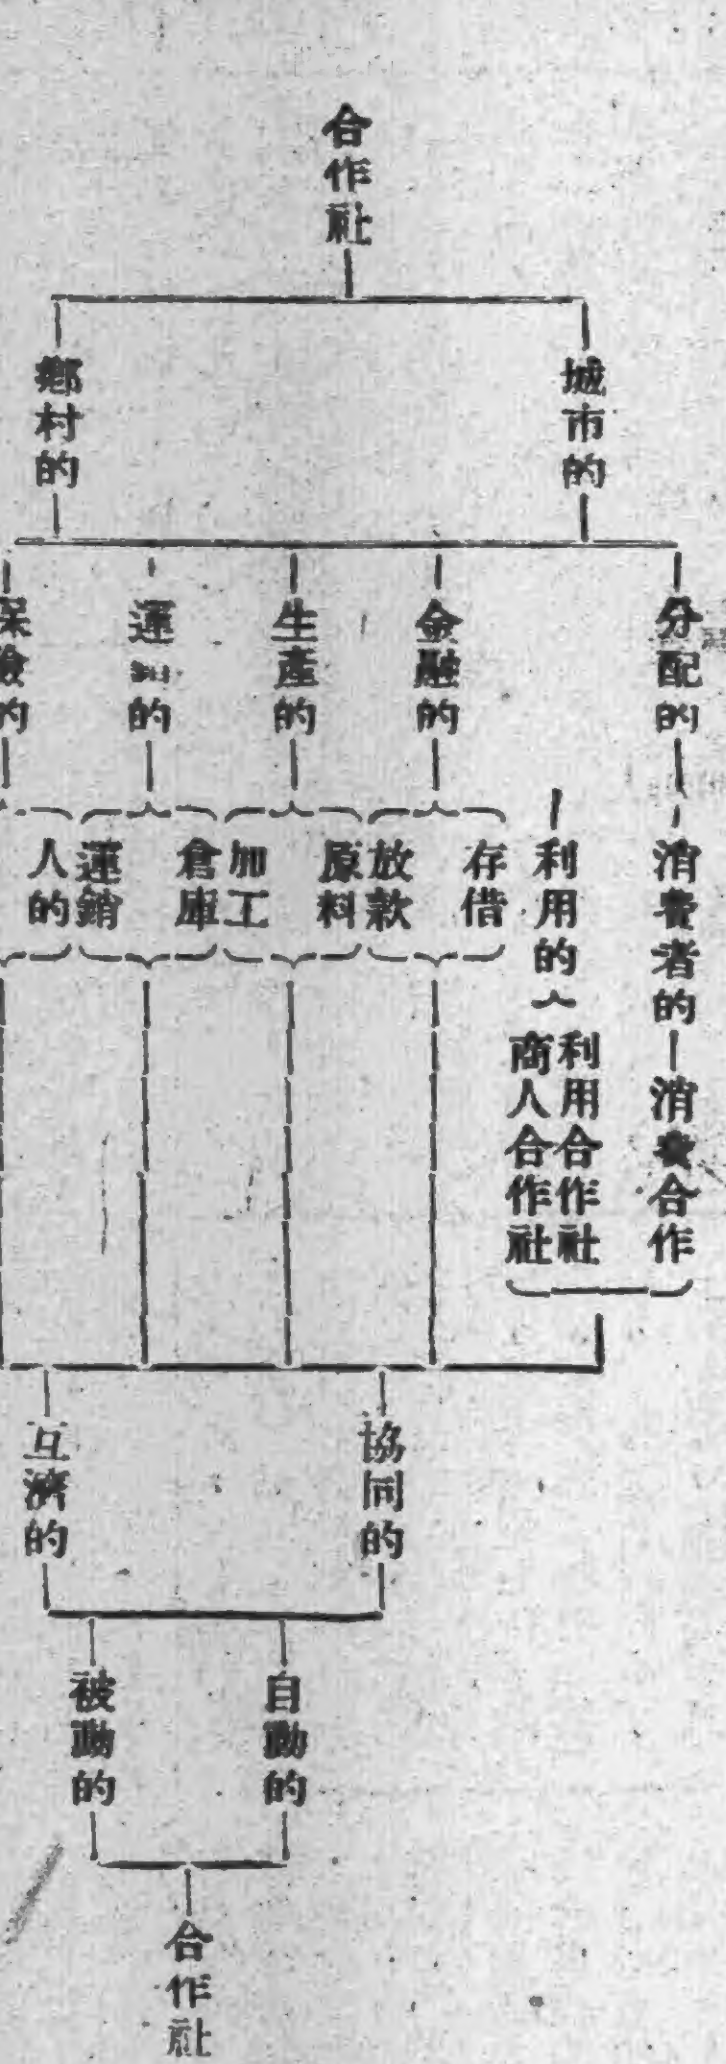 合作社
城市的
鄉村的
分配的
金融的
生產的
運 的
保險的
消費者的
消費合作
利用的
利用合作社
商人合作社
存借
放款
原料
加工
倉庫
運銷
人的
協同的
互濟的
自動的
被動的
合作社